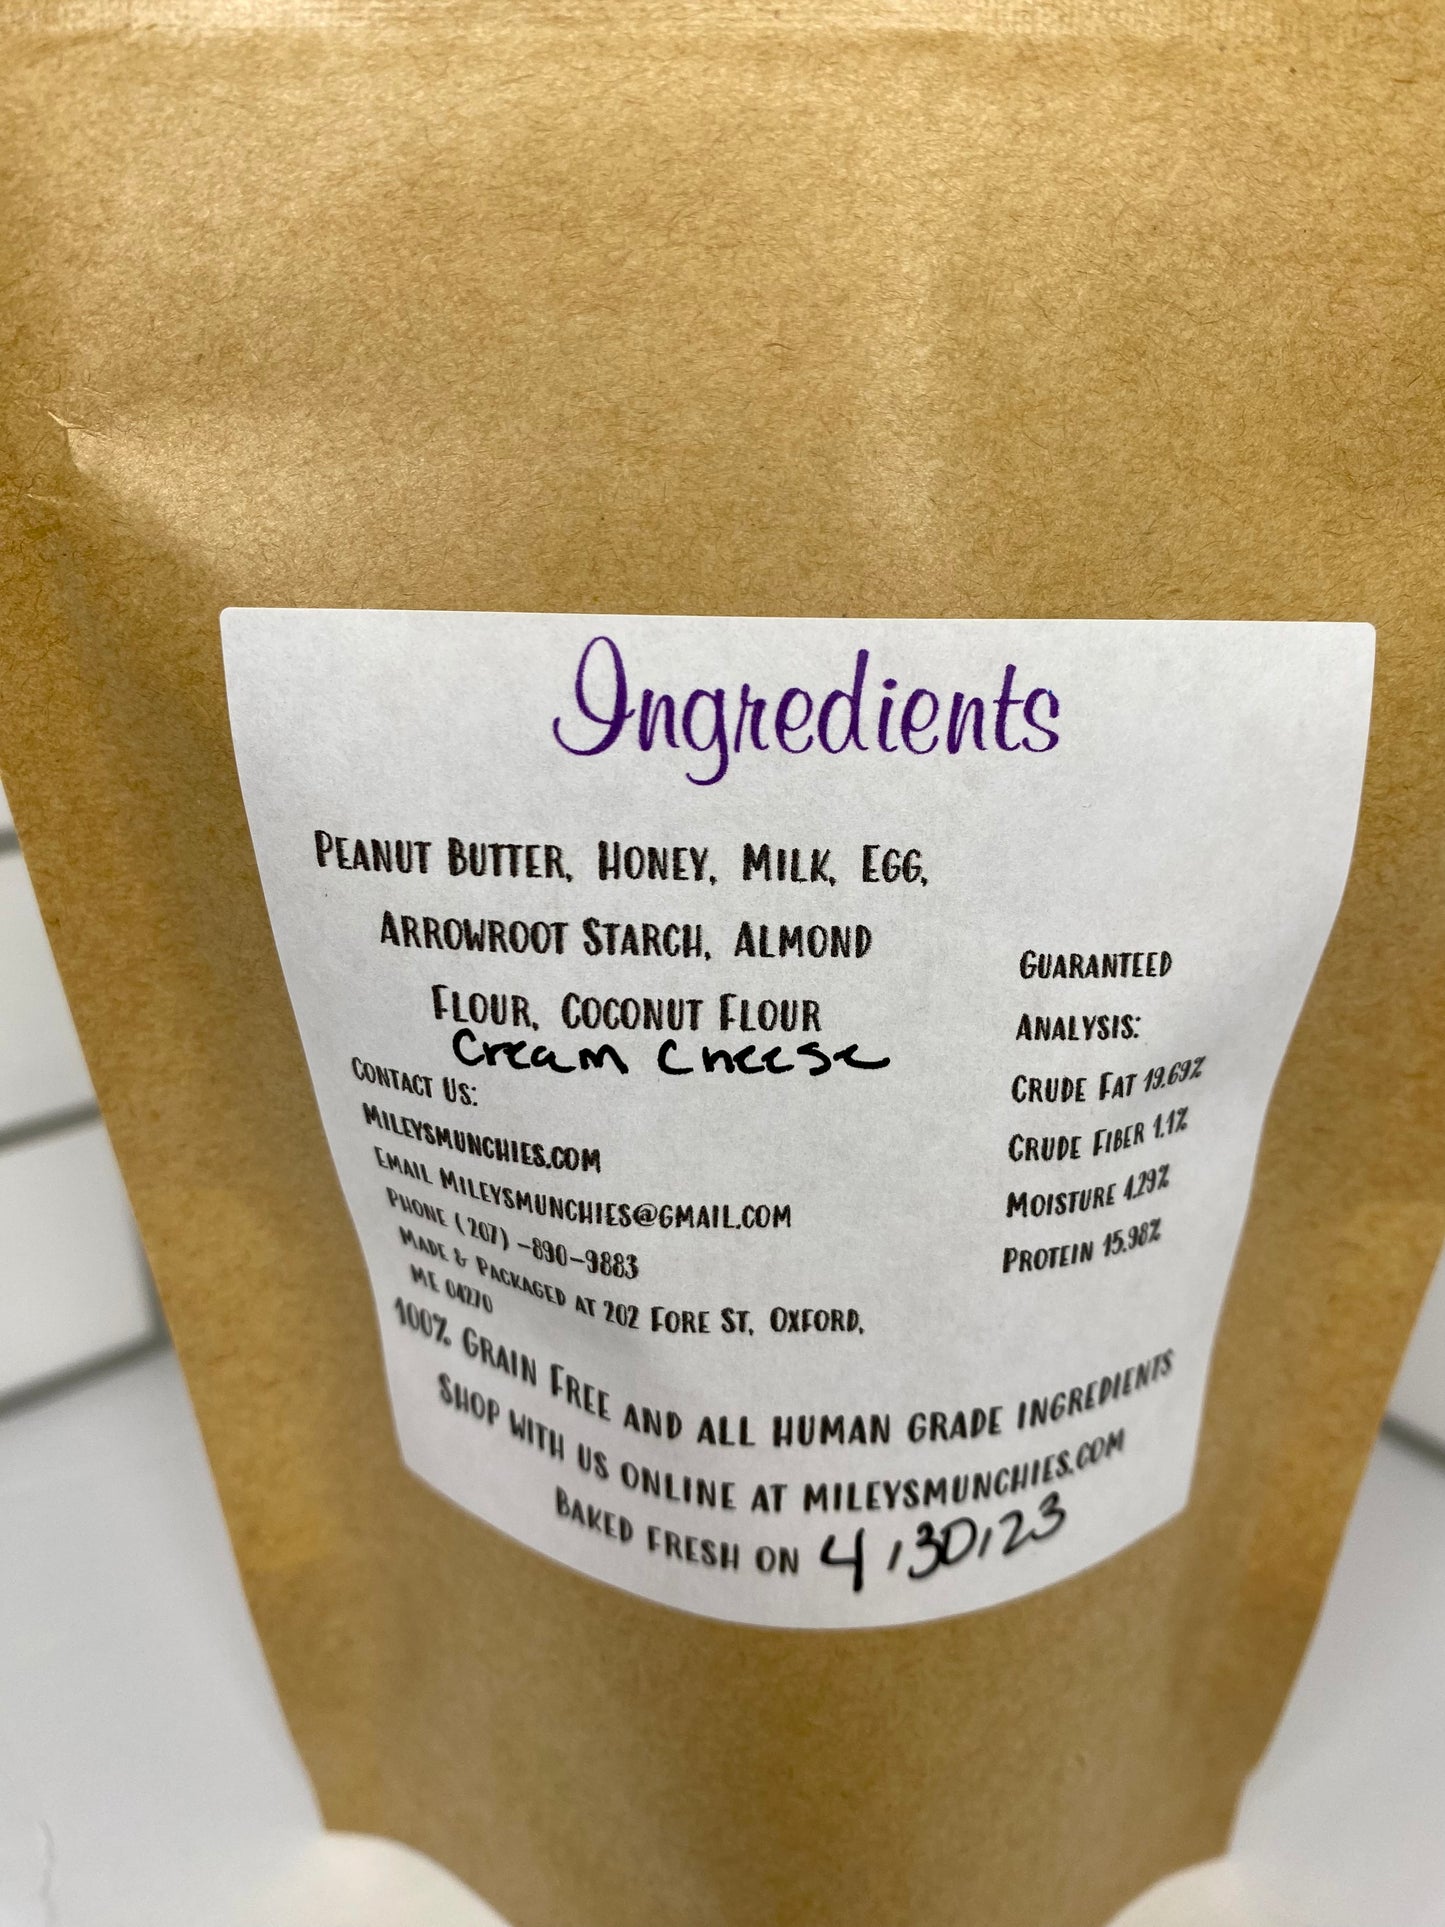 Ingredients
PEANUT BUTTER, HONEY, MILK, EGG,
ARROWROOT STARCH, ALMOND
FLOUR, COCONUT FLOUR
Cream Cheese
CONTACT US:
MILEYSMUNCHIES.COM
EMAIL MILEYSMUNCHIES@GMAIL.COM
PHONE (207) -890-9883
MADE & PACKAGED AT 202 FORE ST, OXFORD,
ME 04270
GUARANTEED
ANALYSIS:
CRUDE FAT 19.69%
CRUDE FIBER 1.1%
MOISTURE 4.29%
PROTEIN 15.98%
100% GRAIN FREE AND ALL HUMAN GRADE INGREDIENTS
SHOP WITH US ONLINE AT MILEYSMUNCHIES.COM
BAKED FRESH ON 4/30/23